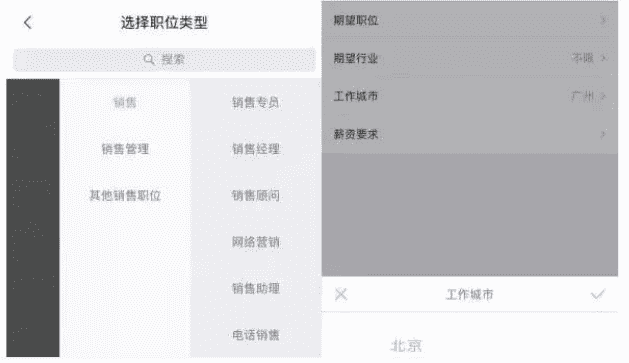 选择职位类型
搜索
销售
销售管理
其他销售职位
销售专员
销售经理
销售顾问
网络营销
销售助理
电话销售
期望职位
期望行业 不限
工作城市 广州
薪资要求
工作城市
北京